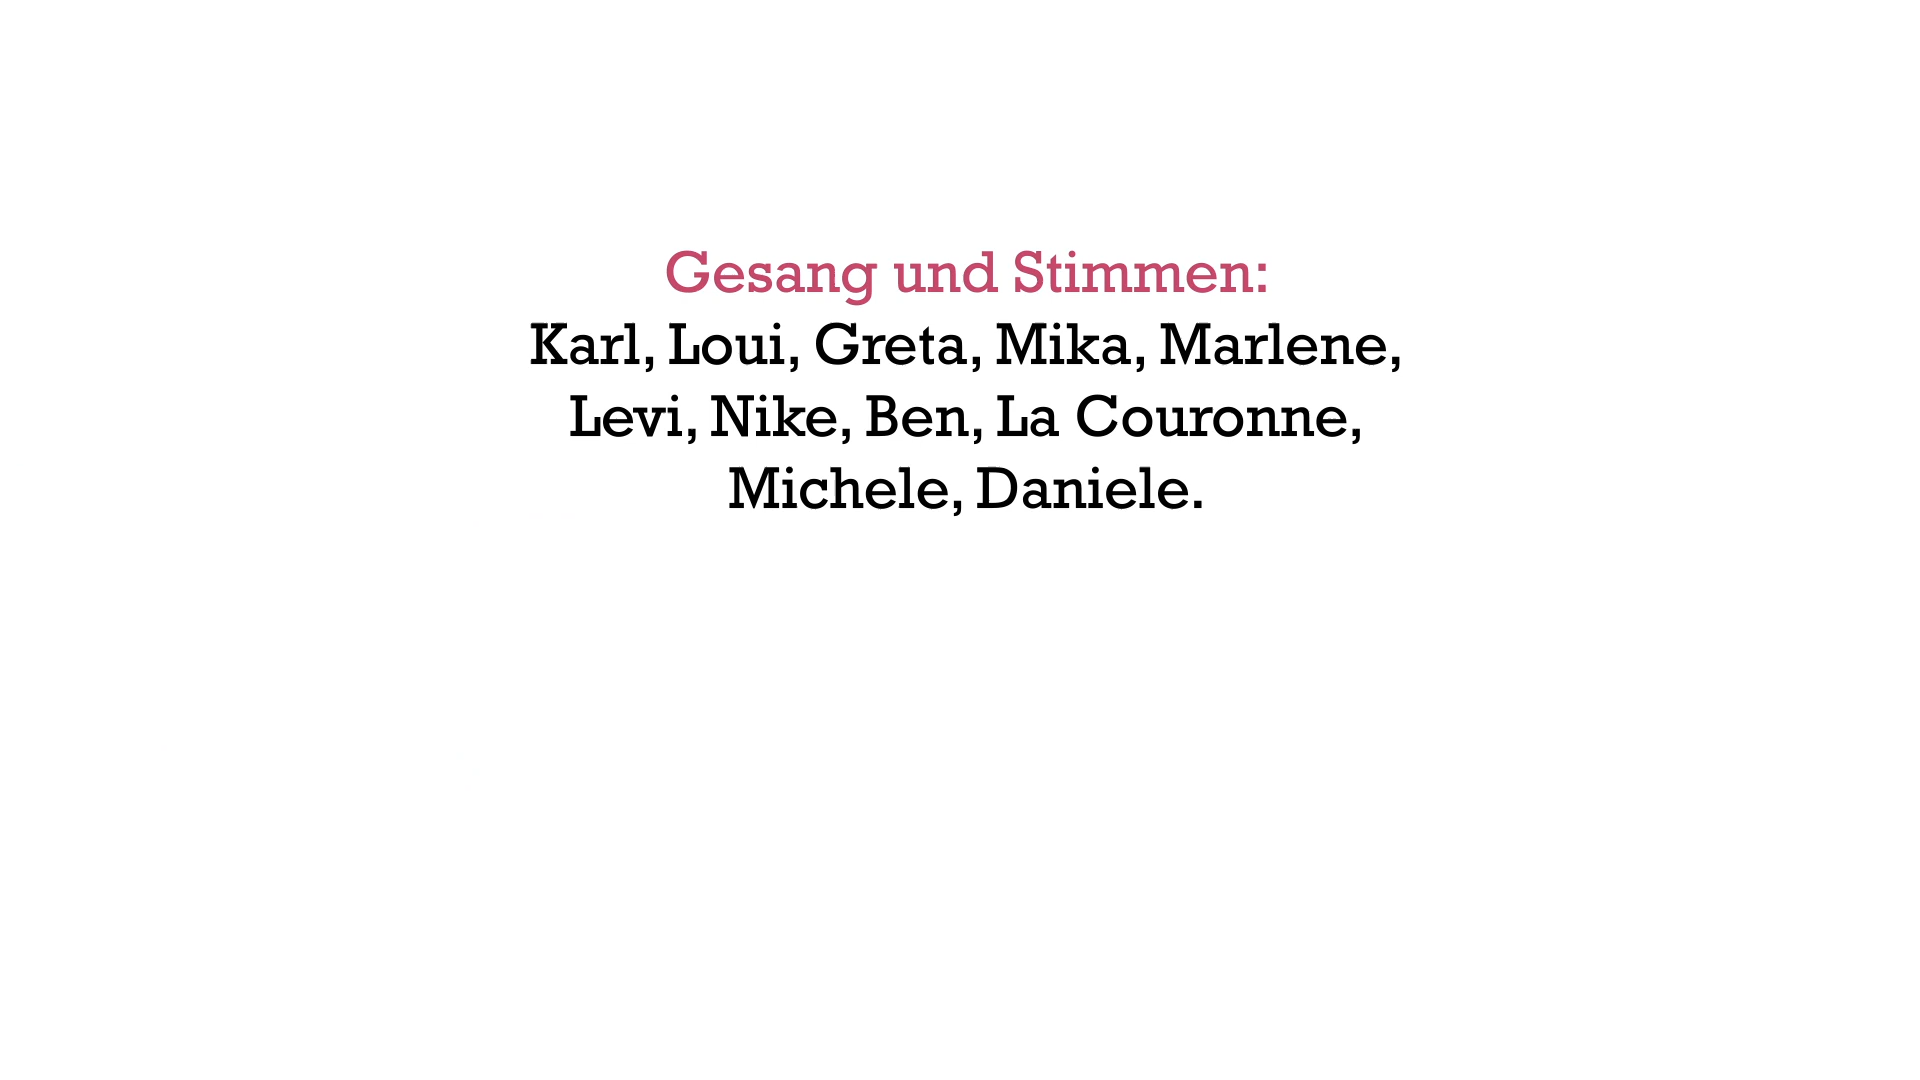 Gesang und Stimmen:
Karl, Loui, Greta, Mika, Marlene,
Levi, Nike, Ben, La Couronne,
Michele, Daniele.